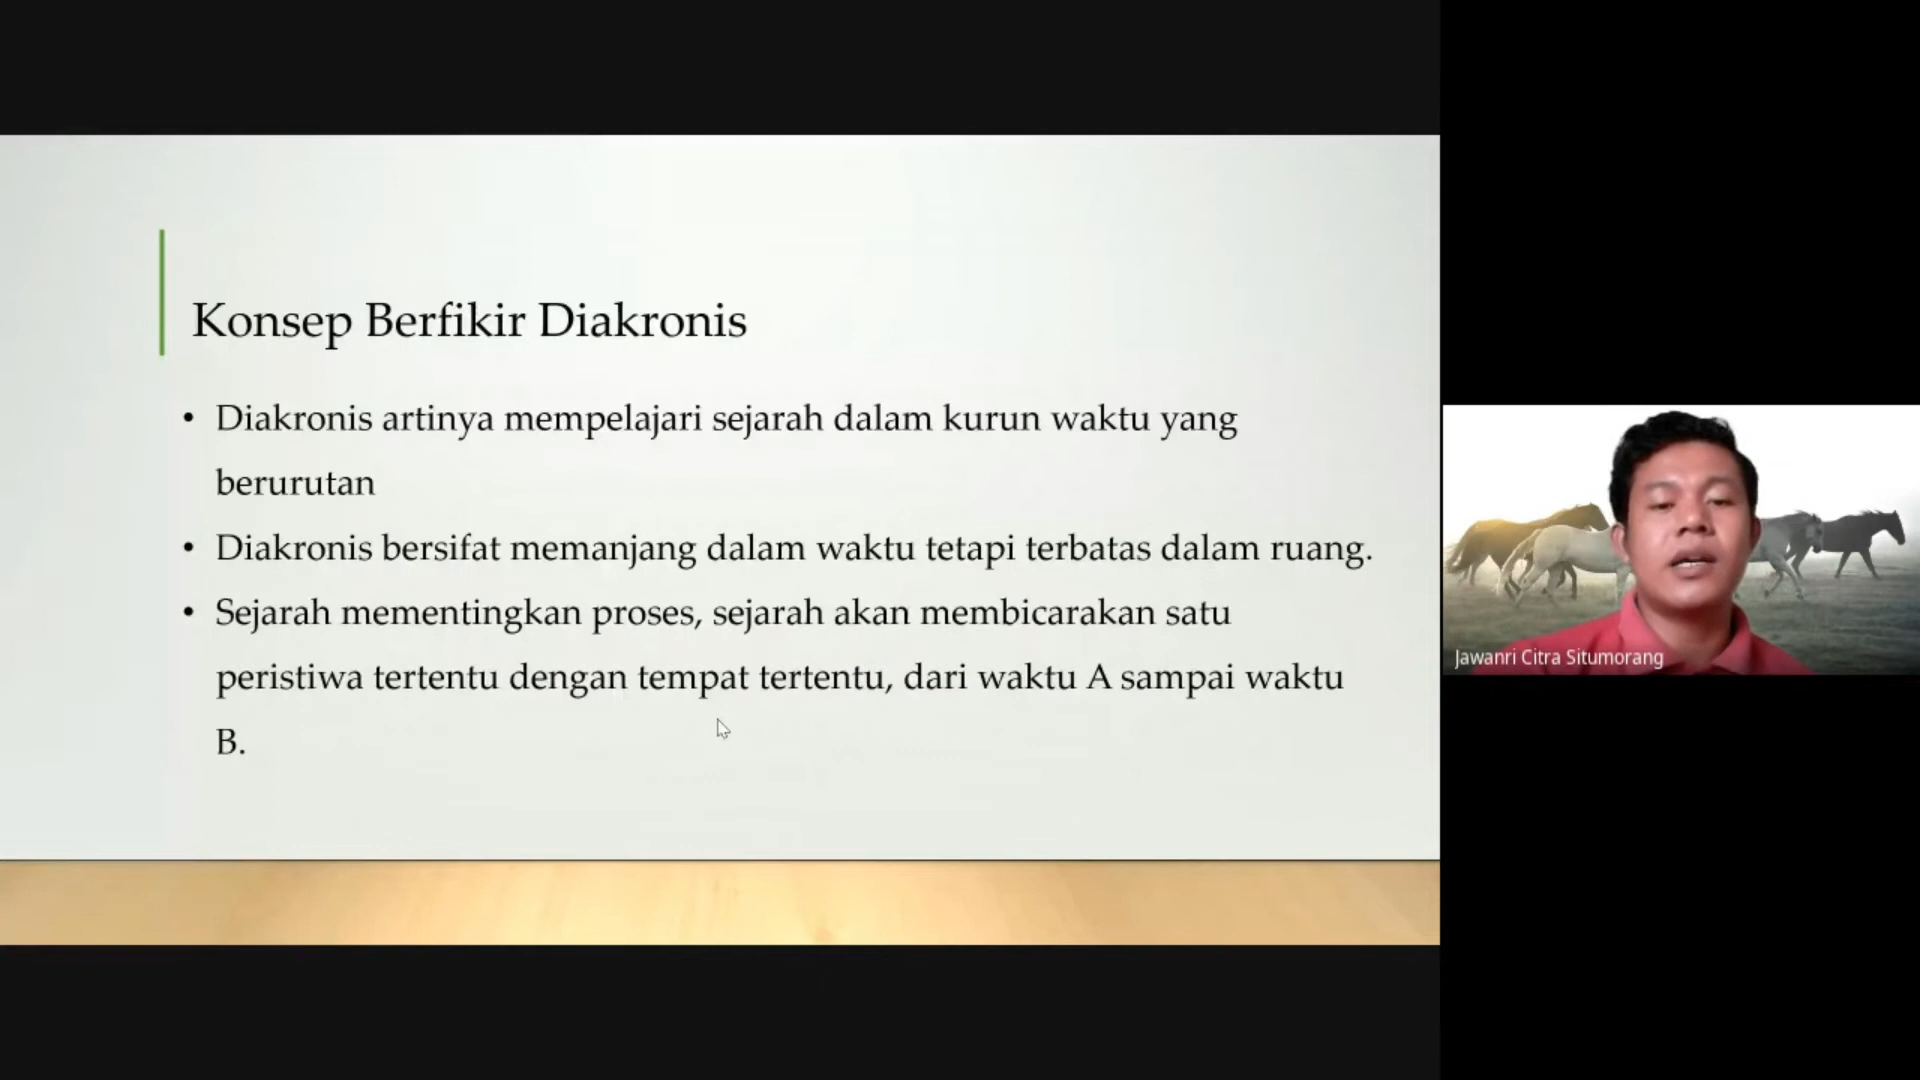 Konsep Berfikir Diakronis
• Diakronis artinya mempelajari sejarah dalam kurun waktu yang
berurutan
• Diakronis bersifat memanjang dalam waktu tetapi terbatas dalam ruang.
• Sejarah mementingkan proses, sejarah akan membicarakan satu
peristiwa tertentu dengan tempat tertentu, dari waktu A sampai waktu
B.
Jawanri Citra Situmorang